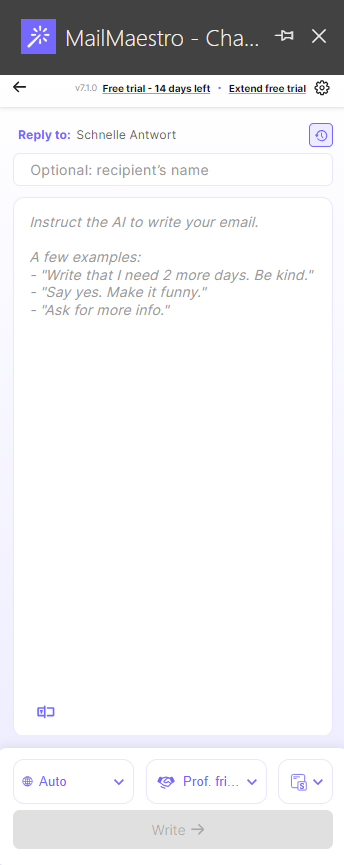 MailMaestro - Cha...
v7.1.0 Free trial - 14 days left • Extend free trial
Reply to: Schnelle Antwort
Optional: recipient’s name
Instruct the AI to write your email.
A few examples:
- "Write that I need 2 more days. Be kind."
- "Say yes. Make it funny."
- "Ask for more info."
Auto Prof. fri...
Write →